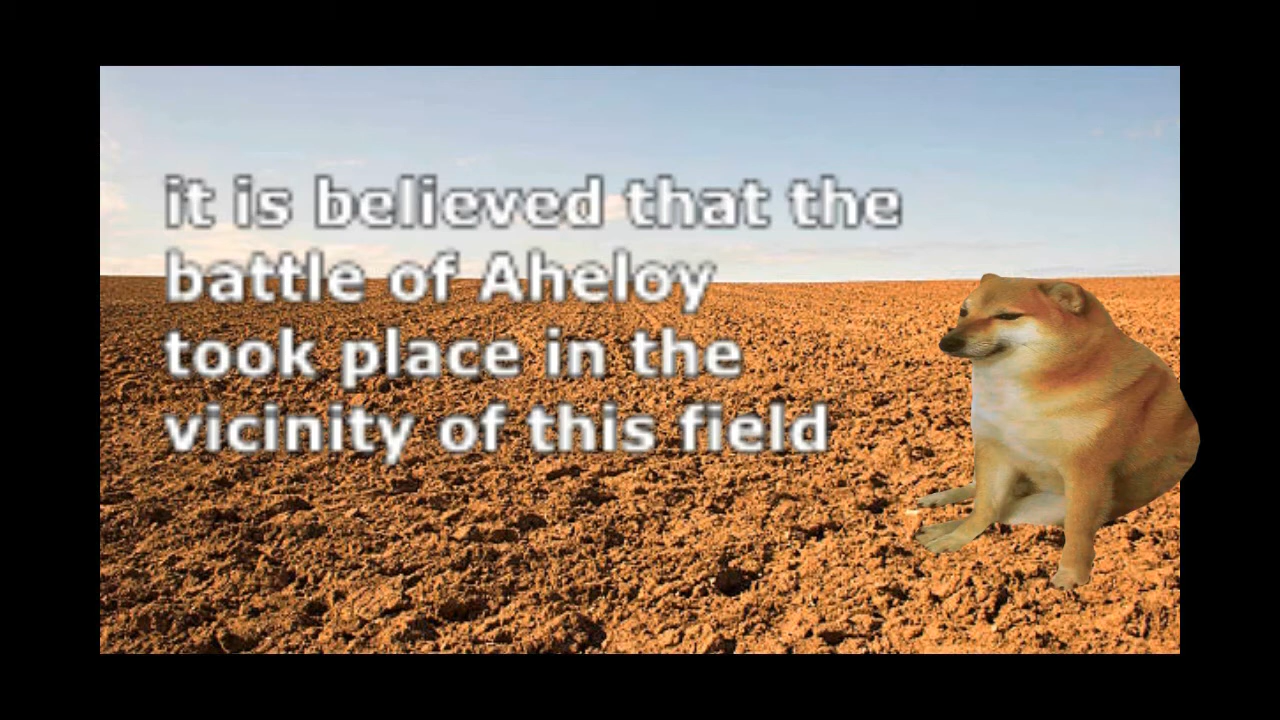 it is believed that the
battle of Aheloy
took place in the
vicinity of this field